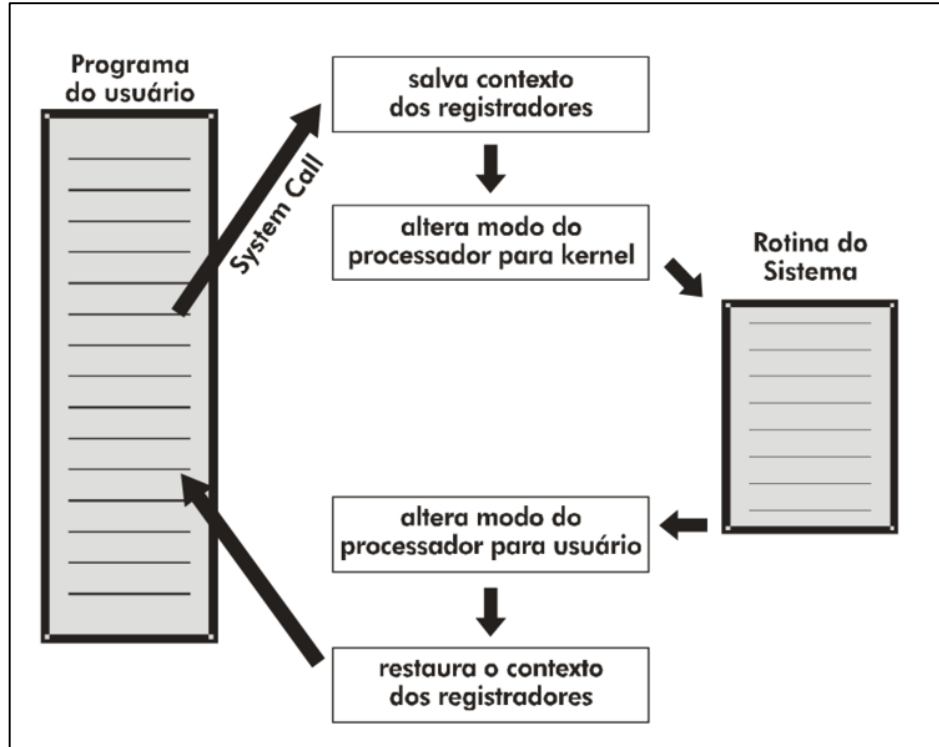 Programa
do usuário
System Call
salva contexto
dos registradores
altera modo do
processador para kernel
Rotina do
Sistema
altera modo do
processador para usuário
restaura o contexto
dos registradores